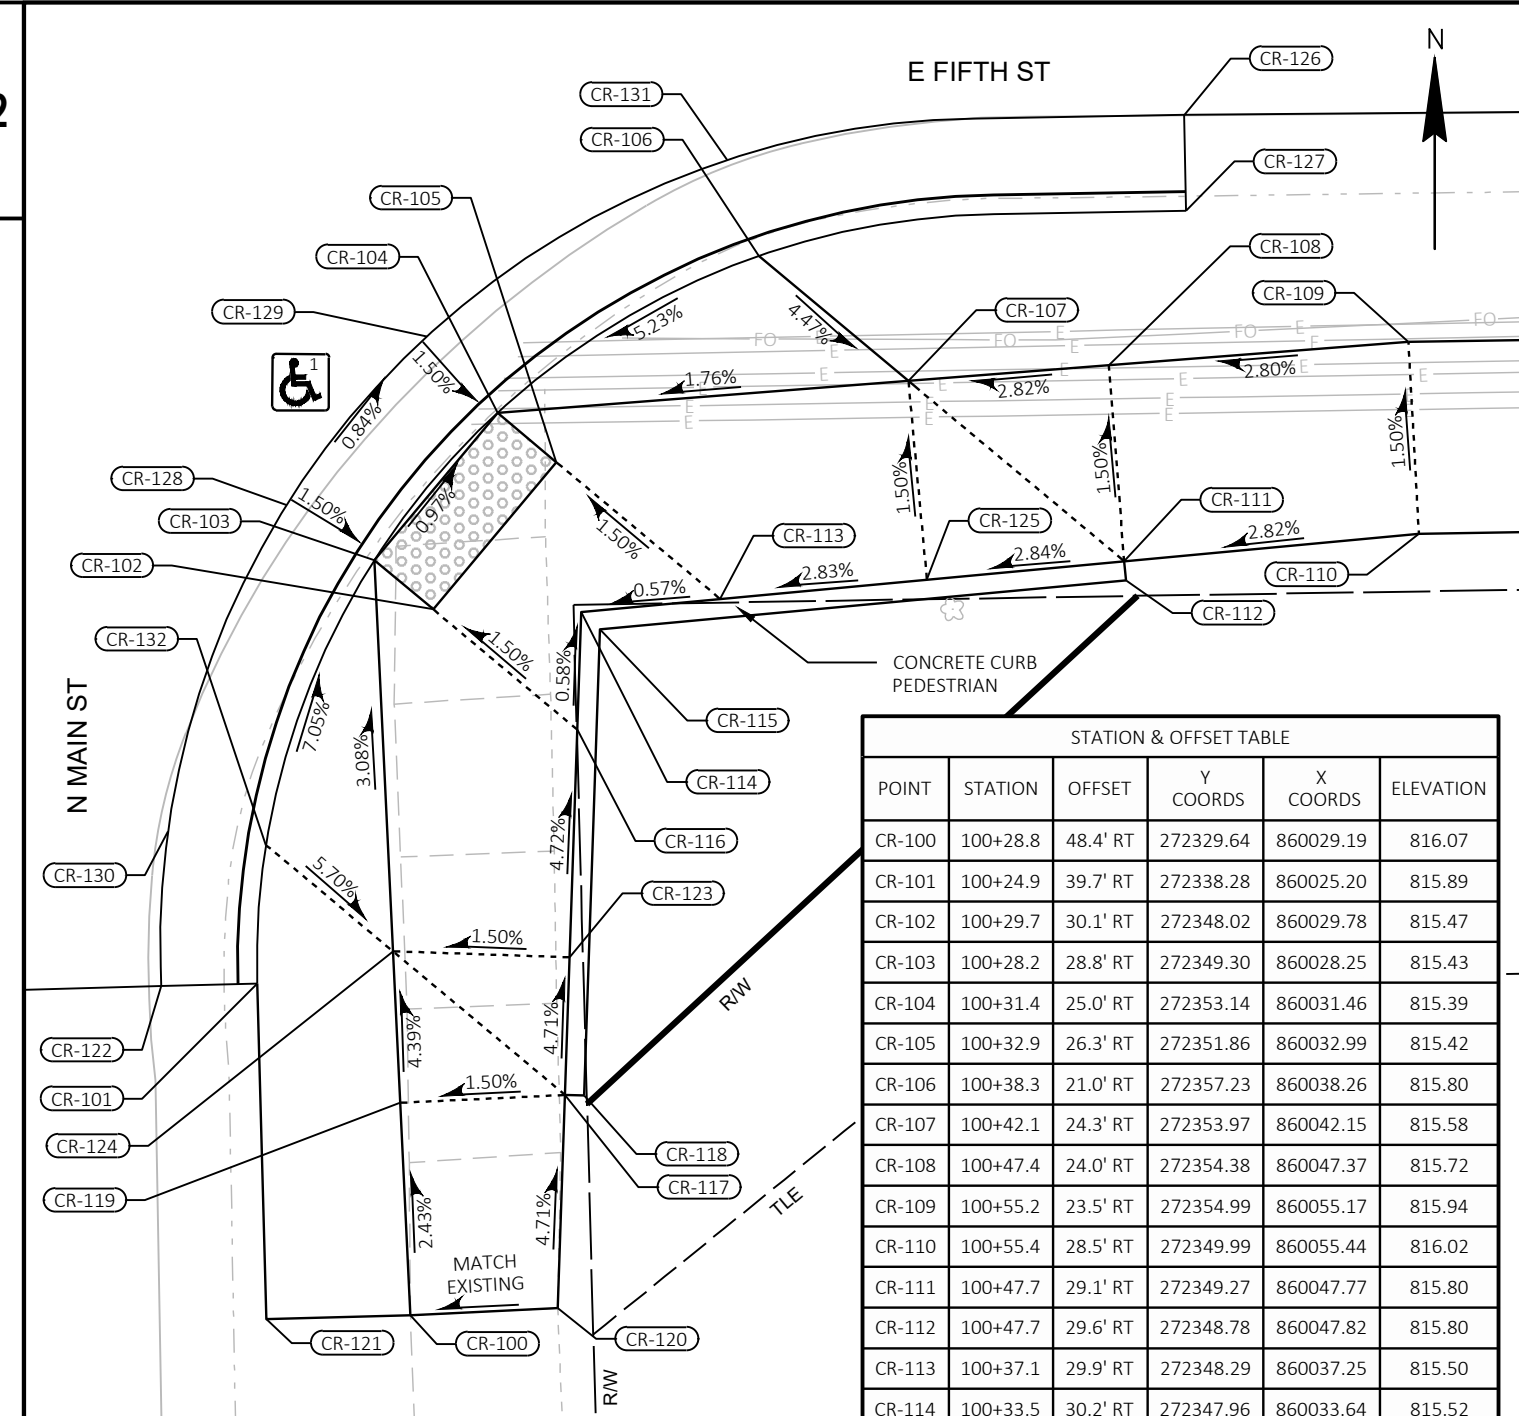 2
E FIFTH ST
N
CR-126
CR-131
CR-106
CR-127
CR-105
CR-108
CR-104
CR-109
CR-129
CR-107
5.23%
4.47%
FO
E
FO
E
FO
E
FO
E
E
E
1
1.50%
1.76%
2.82%
2.80%
E
E
E
E
E
E
E
E
E
E
E
E
0.84%
CR-128
1.50%
CR-103
0.97%
1.50%
1.50%
1.50%
1.50%
CR-111
CR-125
CR-113
2.82%
2.84%
2.83%
CR-102
0.57%
CR-110
CR-112
CR-132
1.50%
0.58%
CONCRETE CURB
PEDESTRIAN
N MAIN ST
7.05%
3.08%
CR-115
CR-114
4.72%
CR-116
CR-130
5.70%
CR-123
1.50%
R/W
CR-122
4.39%
4.71%
CR-101
1.50%
CR-124
CR-118
CR-119
CR-117
TLE
2.43%
4.71%
MATCH
EXISTING
CR-121
CR-100
CR-120
R/W
STATION & OFFSET TABLE
POINT STATION OFFSET Y COORDS X COORDS ELEVATION
CR-100 100+28.8 48.4' RT 272329.64 860029.19 816.07
CR-101 100+24.9 39.7' RT 272338.28 860025.20 815.89
CR-102 100+29.7 30.1' RT 272348.02 860029.78 815.47
CR-103 100+28.2 28.8' RT 272349.30 860028.25 815.43
CR-104 100+31.4 25.0' RT 272353.14 860031.46 815.39
CR-105 100+32.9 26.3' RT 272351.86 860032.99 815.42
CR-106 100+38.3 21.0' RT 272357.23 860038.26 815.80
CR-107 100+42.1 24.3' RT 272353.97 860042.15 815.58
CR-108 100+47.4 24.0' RT 272354.38 860047.37 815.72
CR-109 100+55.2 23.5' RT 272354.99 860055.17 815.94
CR-110 100+55.4 28.5' RT 272349.99 860055.44 816.02
CR-111 100+47.7 29.1' RT 272349.27 860047.77 815.80
CR-112 100+47.7 29.6' RT 272348.78 860047.82 815.80
CR-113 100+37.1 29.9' RT 272348.29 860037.25 815.50
CR-114 100+33.5 30.2' RT 272347.96 860033.64 815.52